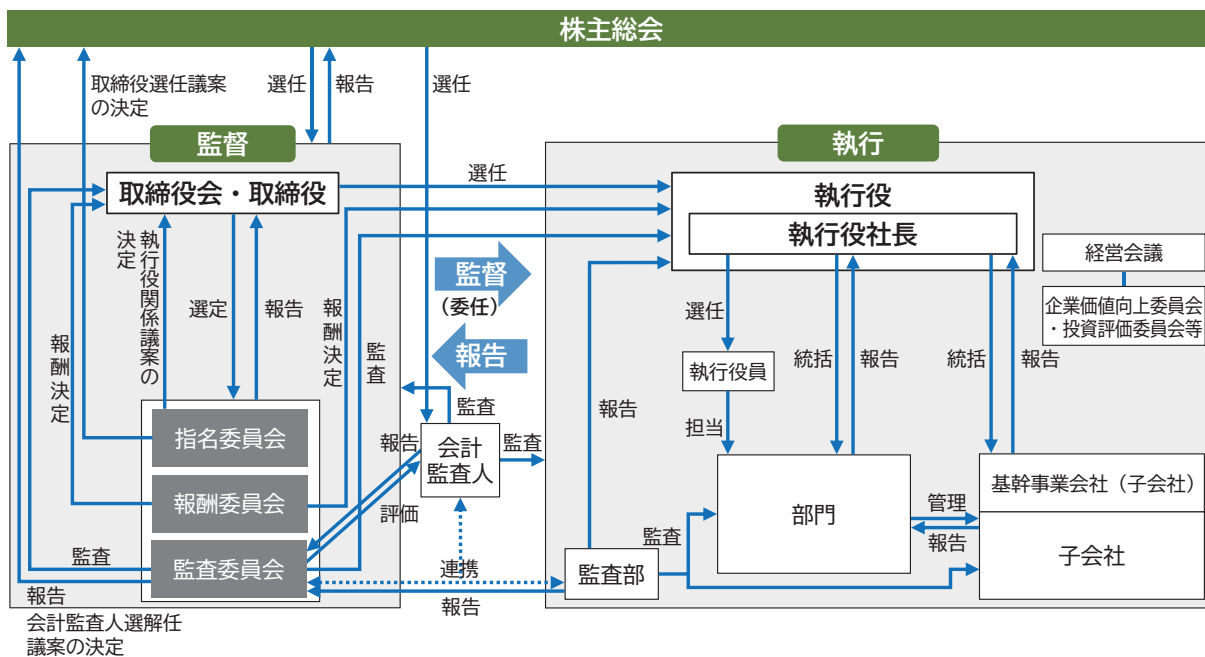 株主総会
取締役選任議案
の決定
選任
報告
選任
監督
執行
取締役会・取締役
選任
執行役
執行役社長
経営会議
企業価値向上委員会
・投資評価委員会等
執行役関係議案の
決定
選定
報告
報酬決定
報酬決定
監査
監督
（委任）
報告
選任
執行役員
担当
統括
報告
統括
報告
報告
指名委員会
報酬委員会
監査委員会
監査
報告
評価
会計
監査人
監査
部門
基幹事業会社（子会社）
子会社
管理
報告
監査
連携
監査部
監査
報告
報告
会計監査人選解任
議案の決定